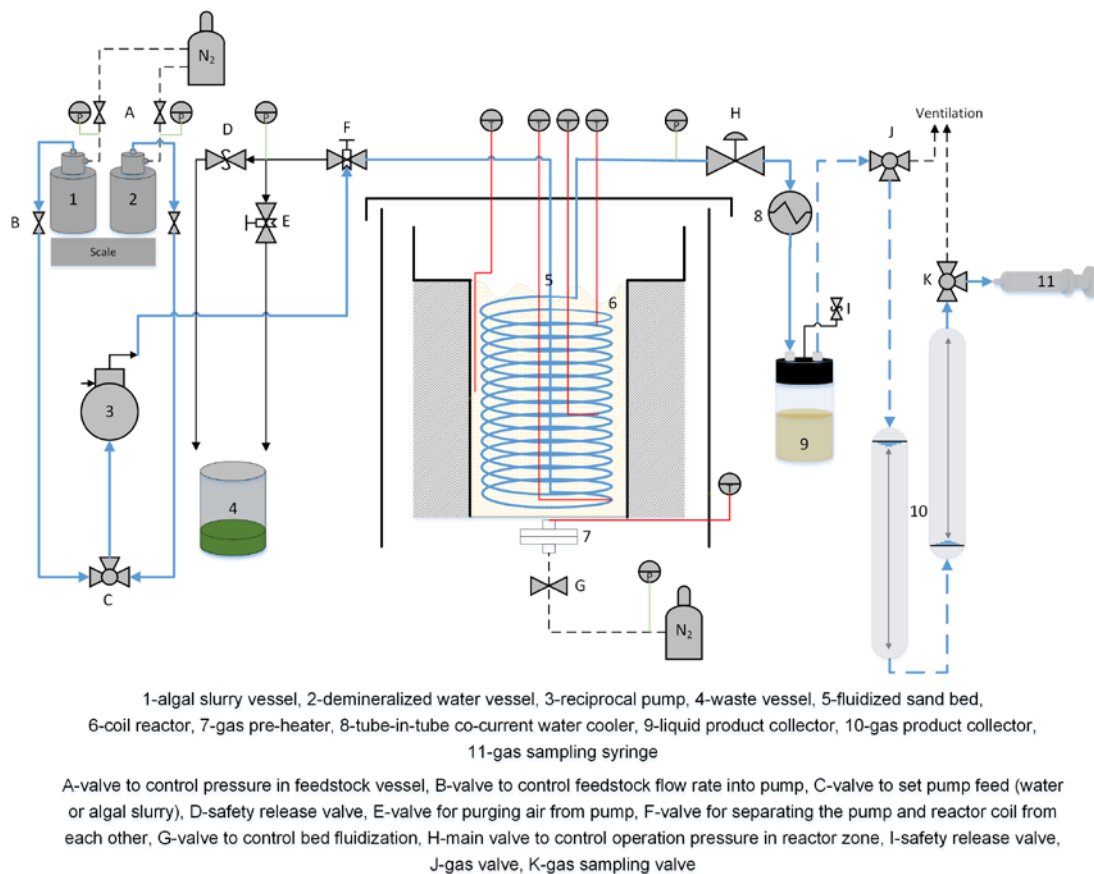 N2
A
P
P
P
D
F
T
T
T
T
P
H
J
Ventilation
1
2
B
E
8
Scale
5
6
K
11
I
3
9
4
T
7
10
C
G
P
N2
1-algal slurry vessel, 2-demineralized water vessel, 3-reciprocal pump, 4-waste vessel, 5-fluidized sand bed,
6-coil reactor, 7-gas pre-heater, 8-tube-in-tube co-current water cooler, 9-liquid product collector, 10-gas product collector,
11-gas sampling syringe
A-valve to control pressure in feedstock vessel, B-valve to control feedstock flow rate into pump, C-valve to set pump feed (water
or algal slurry), D-safety release valve, E-valve for purging air from pump, F-valve for separating the pump and reactor coil from
each other, G-valve to control bed fluidization, H-main valve to control operation pressure in reactor zone, I-safety release valve,
J-gas valve, K-gas sampling valve